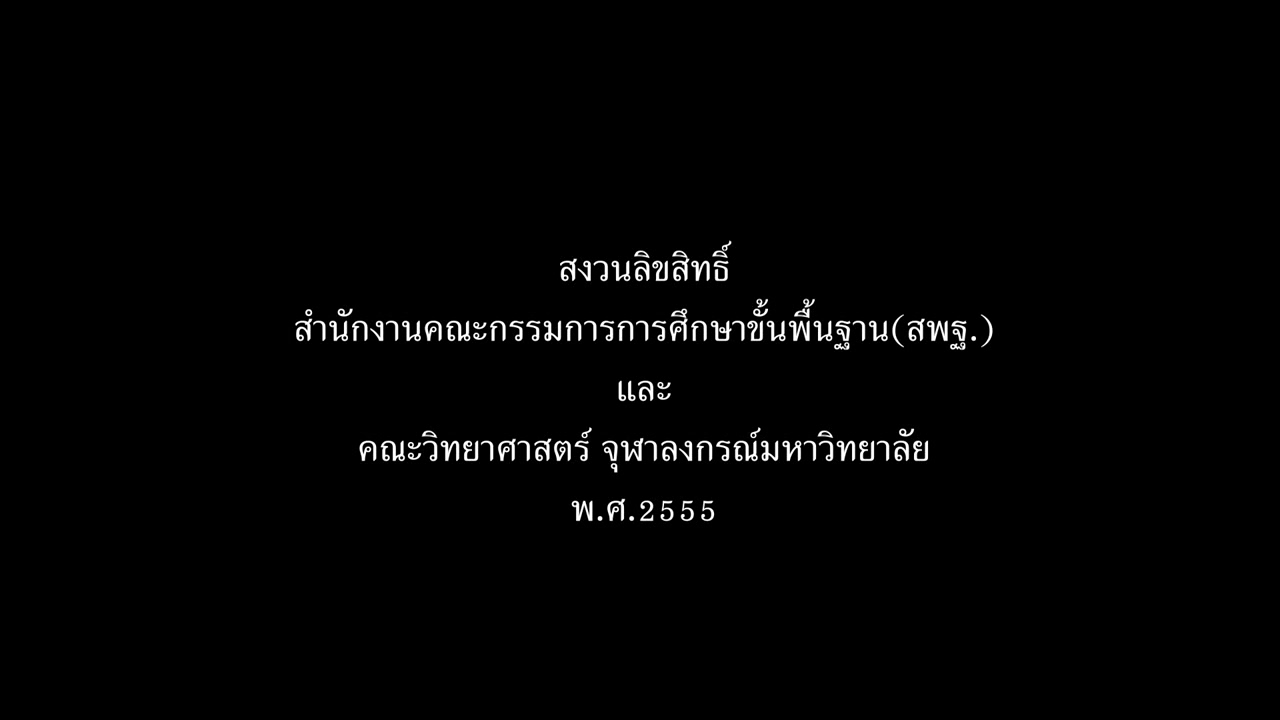 สงวนลิขสิทธิ์
สำนักงานคณะกรรมการการศึกษาขั้นพื้นฐาน(สพฐ.)
และ
คณะวิทยาศาสตร์ จุฬาลงกรณ์มหาวิทยาลัย
พ.ศ.2555